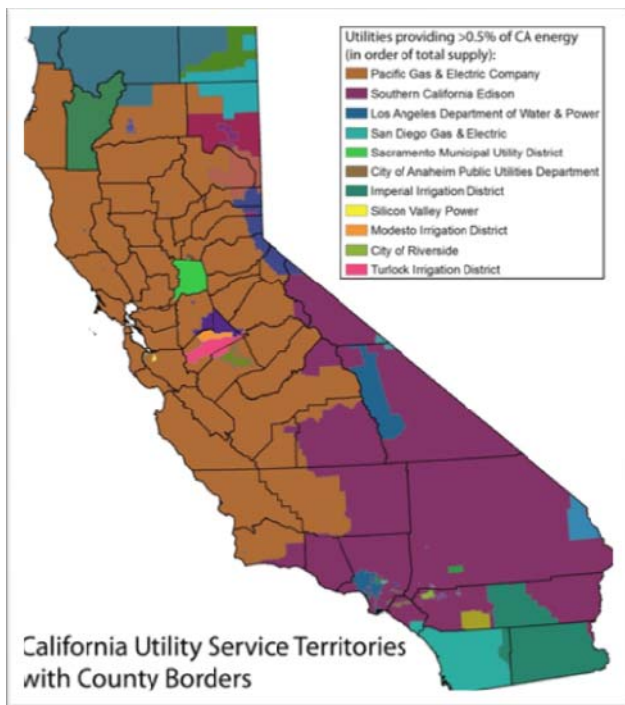 Utilities providing >0.5% of CA energy
(in order of total supply):
Pacific Gas & Electric Company
Southern California Edison
Los Angeles Department of Water & Power
San Diego Gas & Electric
Sacramento Municipal Utility District
City of Anaheim Public Utilities Department
Imperial Irrigation District
Silicon Valley Power
Modesto Irrigation District
City of Riverside
Turlock Irrigation District
California Utility Service Territories
with County Borders